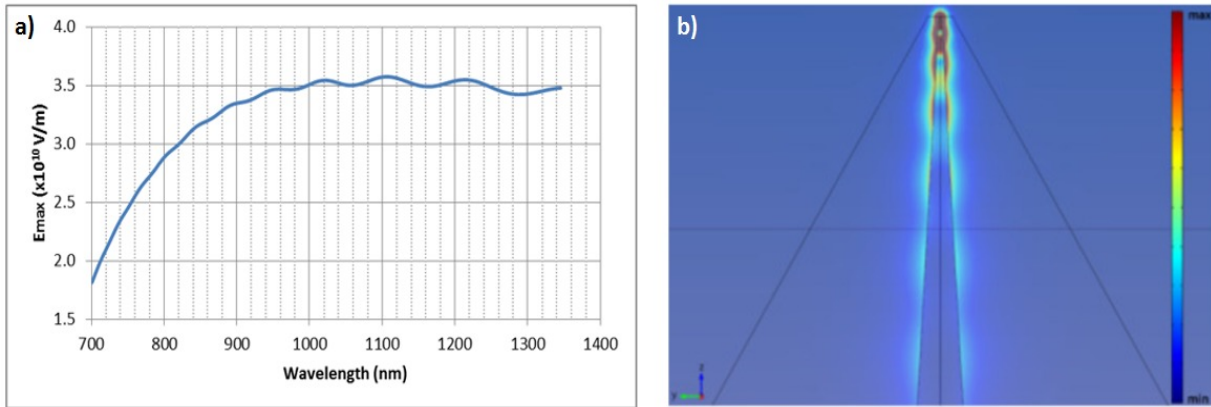 a)
4.0
3.5
3.0
2.5
2.0
1.5
Emax (x10¹⁰ V/m)
700 800 900 1000 1100 1200 1300 1400
Wavelength (nm)
b)
max
min
z
y